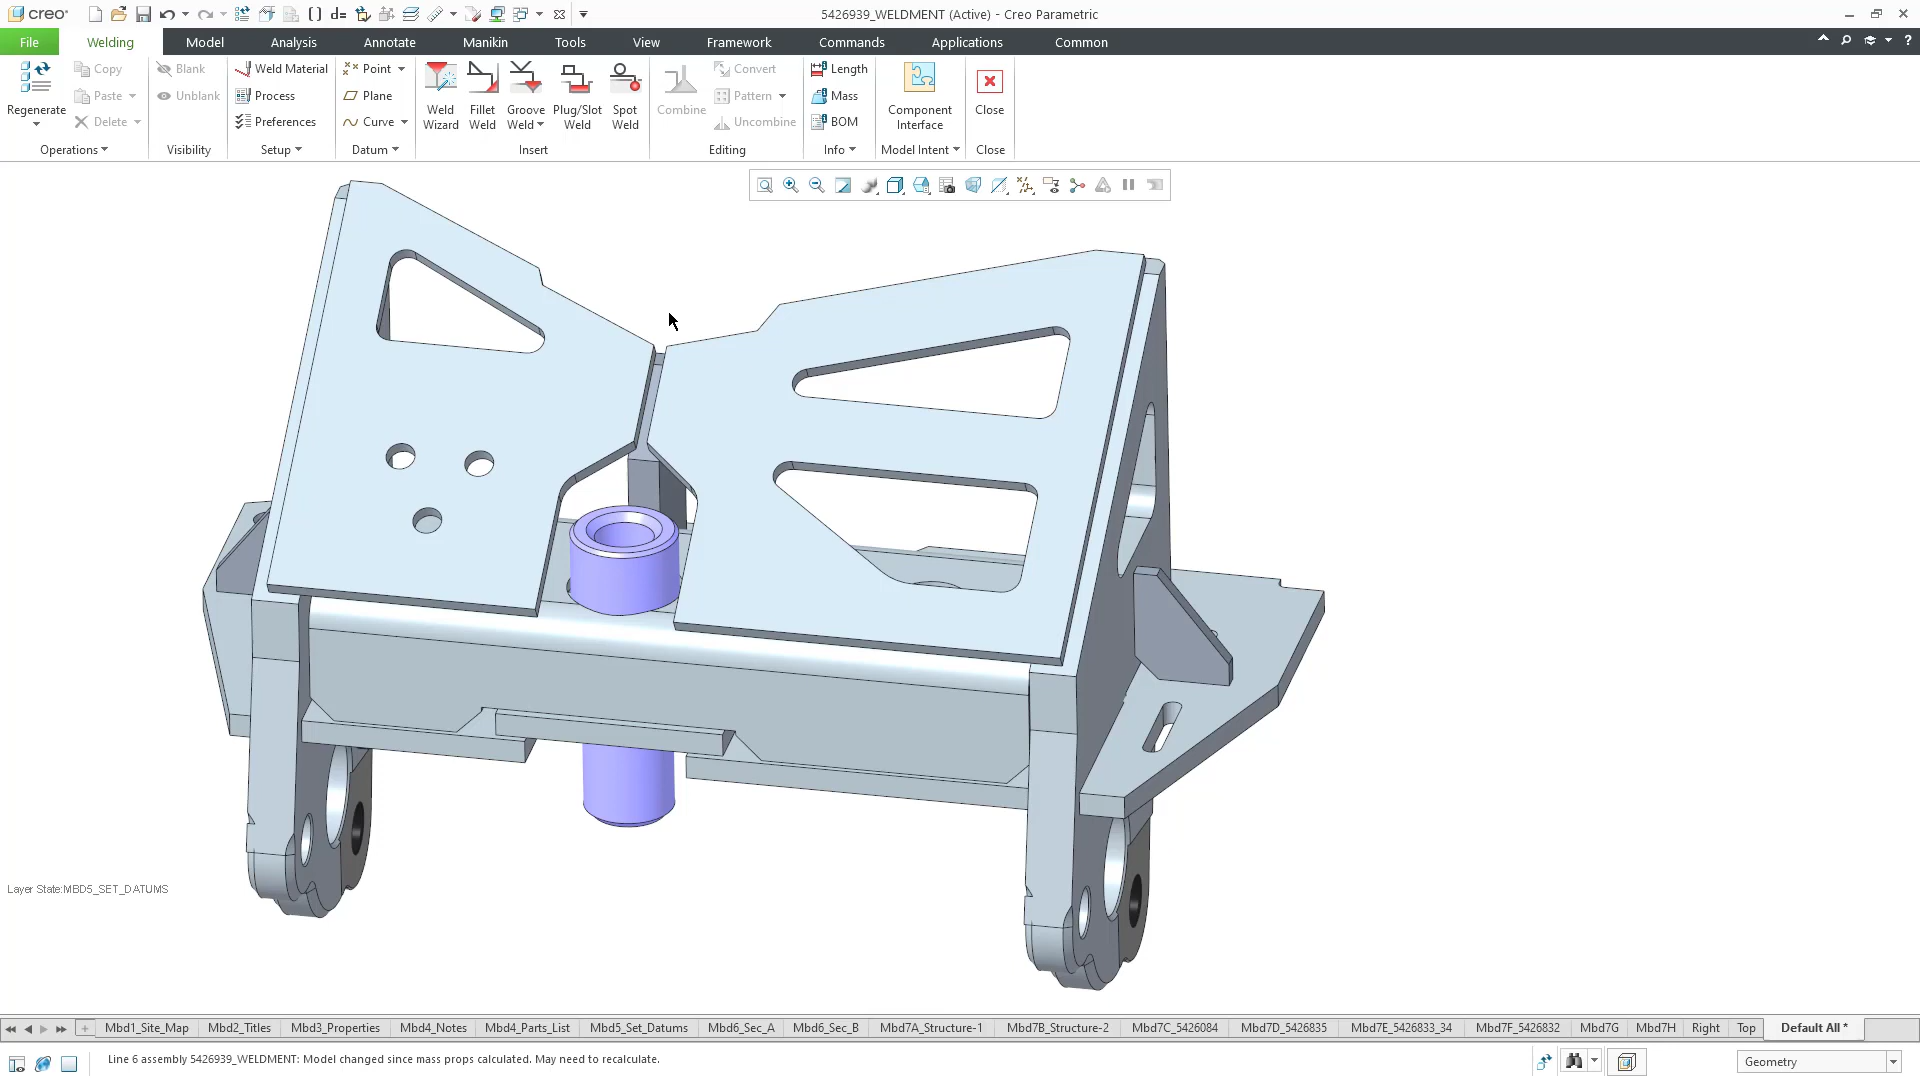 creo
d=
5426939_WELDMENT (Active) - Creo Parametric
File Welding Model Analysis Annotate Manikin Tools View Framework Commands Applications Common
Regenerate
Copy
Paste
Delete
Operations
Blank
Unblank
Visibility
Weld Material
Process
Preferences
Setup
Point
Plane
Curve
Datum
Weld
Wizard
Fillet
Weld
Groove
Weld
Plug/Slot
Weld
Spot
Weld
Insert
Combine
Convert
Pattern
Uncombine
Editing
Length
Mass
BOM
Info
Component
Interface
Model Intent
Close
Close
Layer State:MBD5_SET_DATUMS
Mbd1_Site_Map Mbd2_Titles Mbd3_Properties Mbd4_Notes Mbd4_Parts_List Mbd5_Set_Datums Mbd6_Sec_A Mbd6_Sec_B Mbd7A_Structure-1 Mbd7B_Structure-2 Mbd7C_5426084 Mbd7D_5426835 Mbd7E_5426833_34 Mbd7F_5426832 Mbd7G Mbd7H Right Top Default All *
Line 6 assembly 5426939_WELDMENT: Model changed since mass props calculated. May need to recalculate.
Geometry